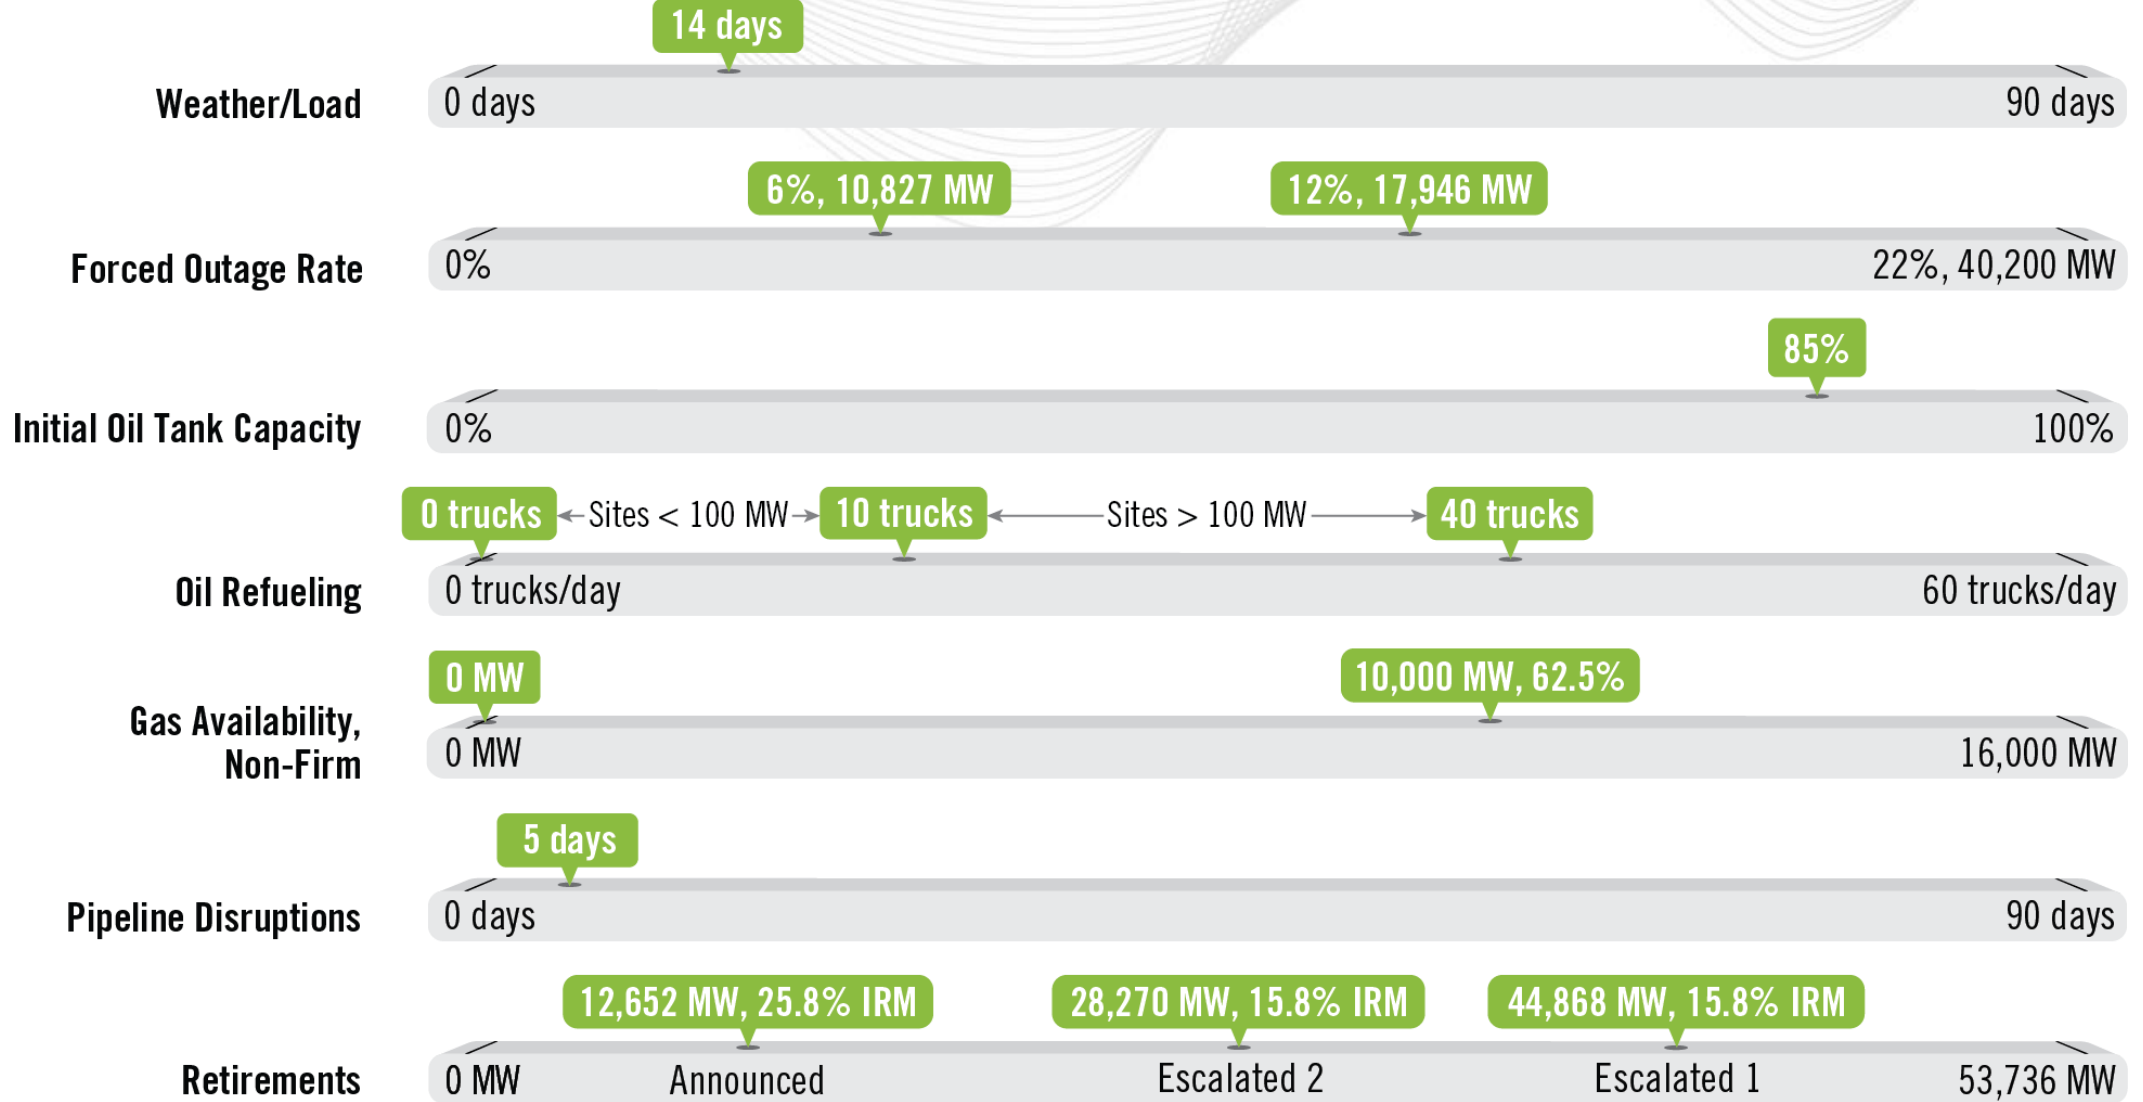 14 days
Weather/Load
0 days
90 days
6%, 10,827 MW
12%, 17,946 MW
Forced Outage Rate
0%
22%, 40,200 MW
85%
Initial Oil Tank Capacity
0%
100%
0 trucks
Sites < 100 MW
10 trucks
Sites > 100 MW
40 trucks
Oil Refueling
0 trucks/day
60 trucks/day
0 MW
10,000 MW, 62.5%
Gas Availability,
Non-Firm
0 MW
16,000 MW
5 days
Pipeline Disruptions
0 days
90 days
12,652 MW, 25.8% IRM
28,270 MW, 15.8% IRM
44,868 MW, 15.8% IRM
Retirements
0 MW
Announced
Escalated 2
Escalated 1
53,736 MW